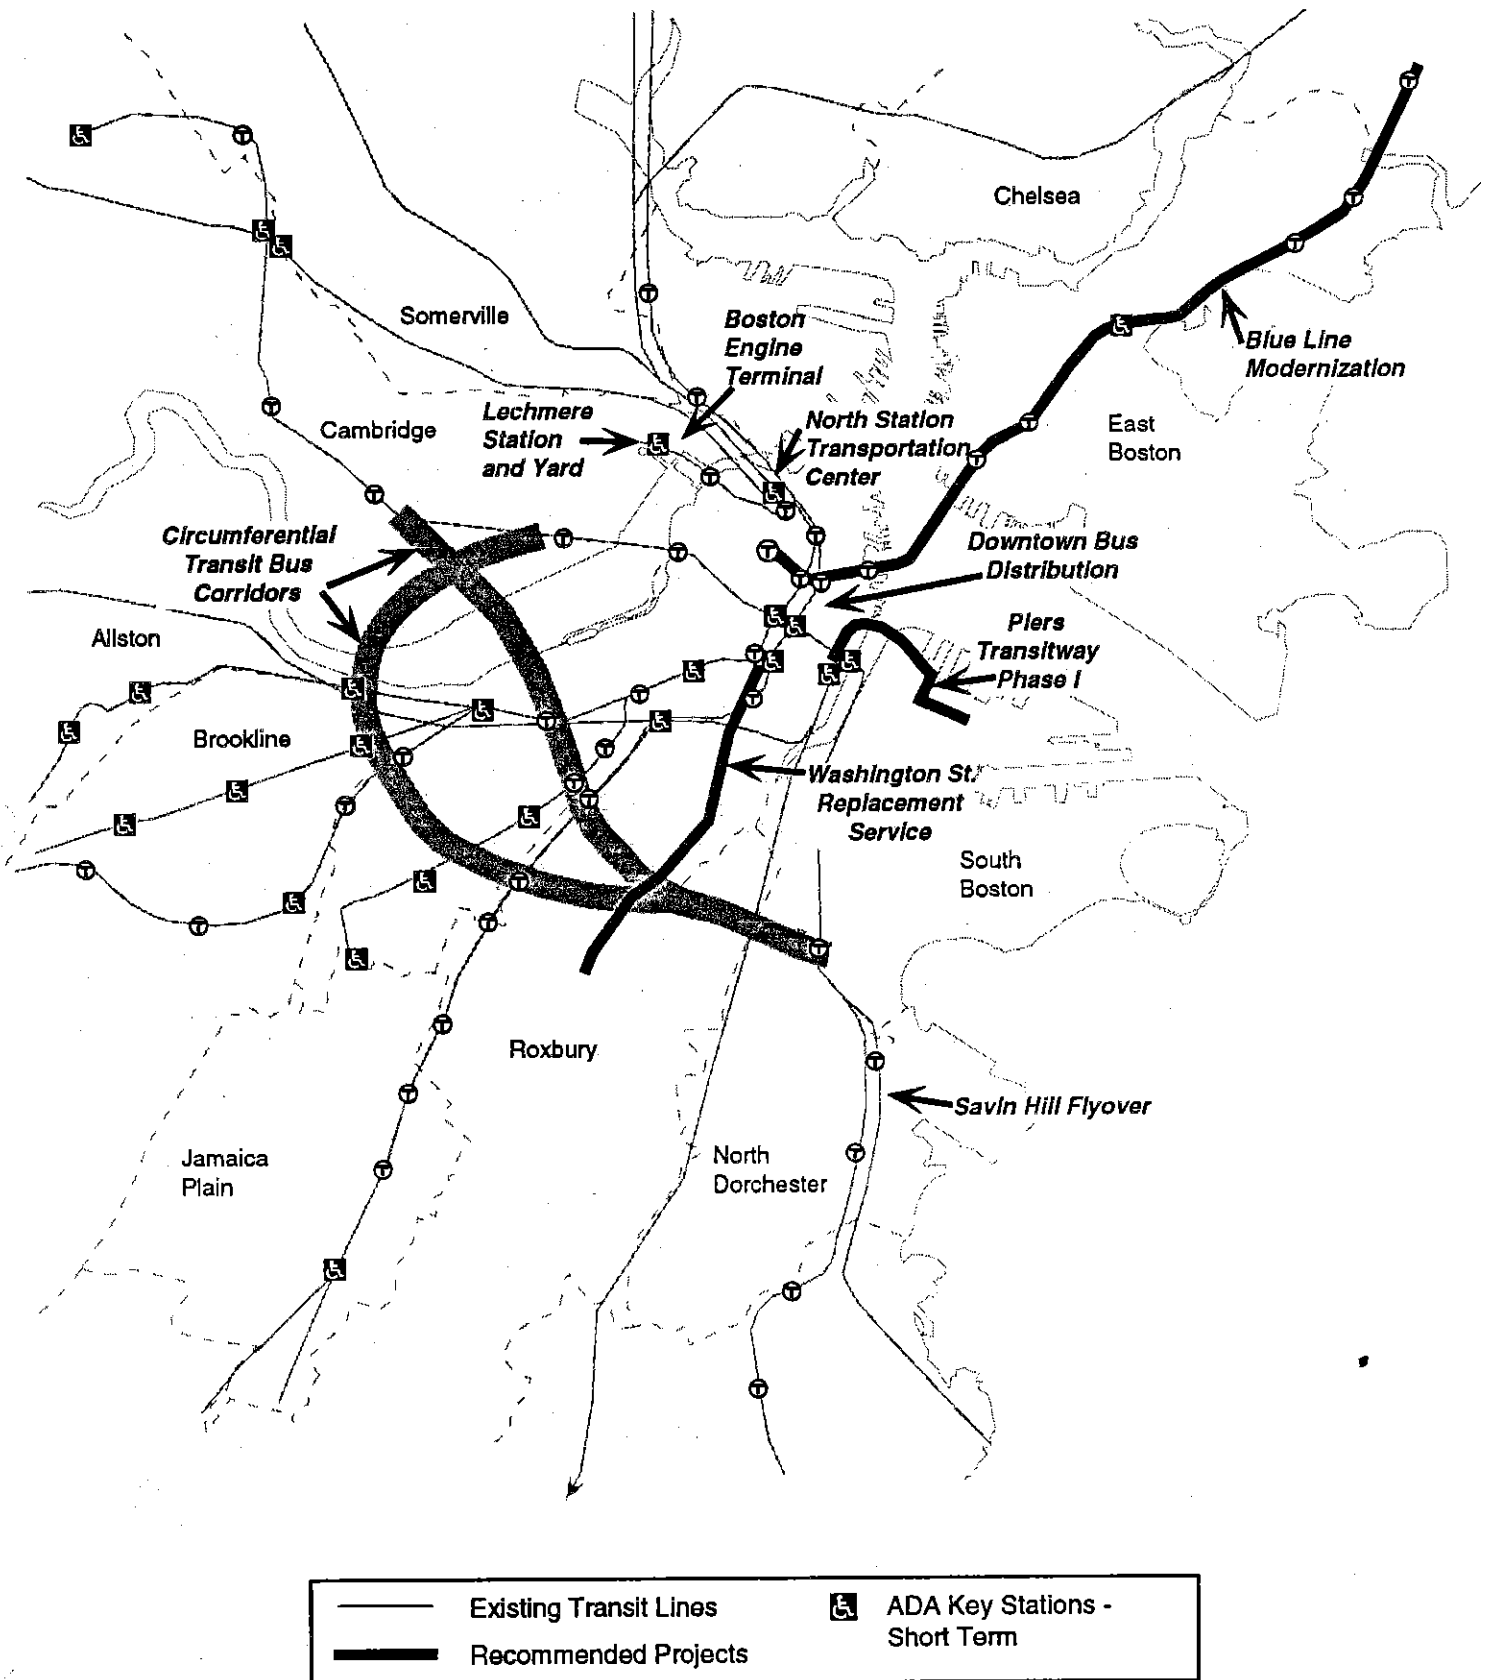 Chelsea
Somerville
Boston
Engine
Terminal
Blue Line
Modernization
Lechmere
Station
and Yard
Cambridge
North Station
Transportation
Center
East
Boston
Circumferential
Transit Bus
Corridors
Downtown Bus
Distribution
Allston
Piers
Transitway
Phase I
Brookline
Washington St.
Replacement
Service
South
Boston
Roxbury
Savin Hill Flyover
Jamaica
Plain
North
Dorchester
Existing Transit Lines
Recommended Projects
ADA Key Stations -
Short Term